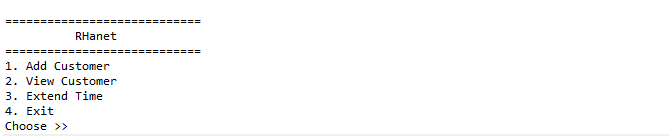 ============================
RHanet
============================
1. Add Customer
2. View Customer
3. Extend Time
4. Exit
Choose >>